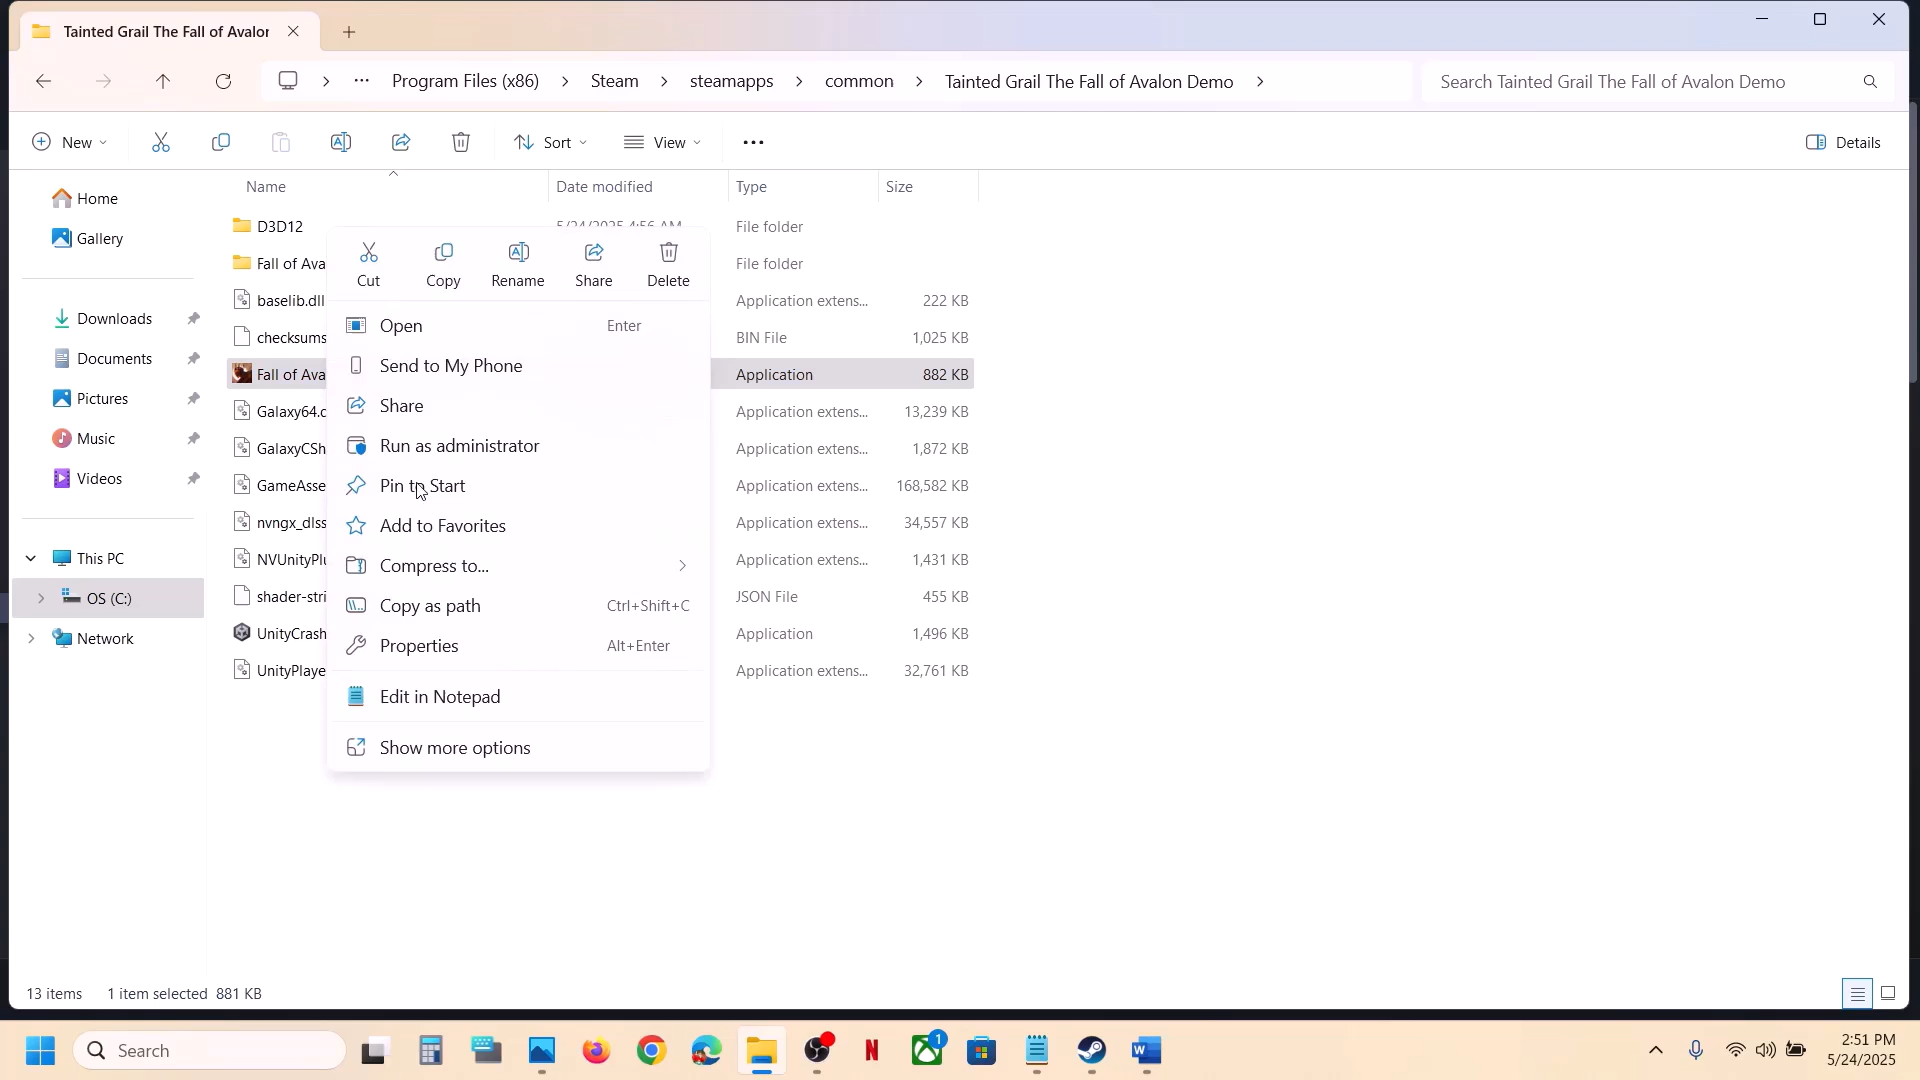 Tainted Grail The Fall of Avalon
Program Files (x86)
Steam
steamapps
common
Tainted Grail The Fall of Avalon Demo
Search Tainted Grail The Fall of Avalon Demo
New
Sort
View
Details
Name
Date modified
Type
Size
Home
Gallery
Downloads
Documents
Pictures
Music
Videos
This PC
OS (C:)
Network
D3D12
5/24/2025 4:56 AM
File folder
Fall of Ava
File folder
baselib.dll
Application extens...
222 KB
checksums
BIN File
1,025 KB
Fall of Ava
Application
882 KB
Galaxy64.d
Application extens...
13,239 KB
GalaxyCSh
Application extens...
1,872 KB
GameAsse
Application extens...
168,582 KB
nvngx_dlss
Application extens...
34,557 KB
NVUnityPlu
Application extens...
1,431 KB
shader-stri
JSON File
455 KB
UnityCrash
Application
1,496 KB
UnityPlaye
Application extens...
32,761 KB
Cut
Copy
Rename
Share
Delete
Open
Enter
Send to My Phone
Share
Run as administrator
Pin to Start
Add to Favorites
Compress to...
Copy as path
Ctrl+Shift+C
Properties
Alt+Enter
Edit in Notepad
Show more options
13 items
1 item selected 881 KB
Search
1
2:51 PM
5/24/2025